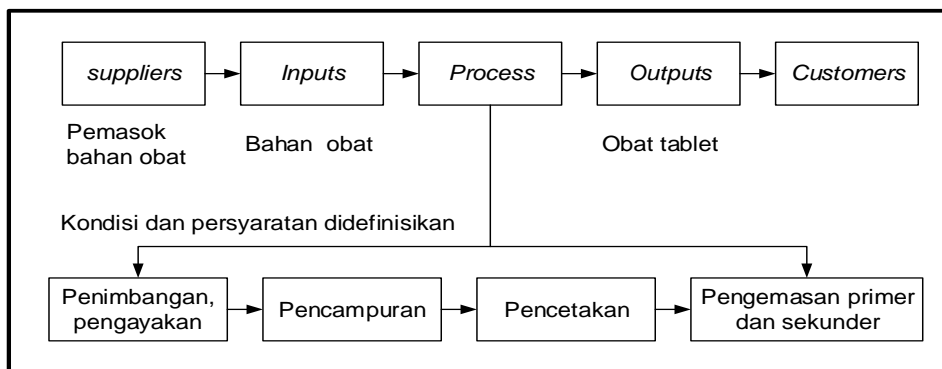 suppliers
Inputs
Process
Outputs
Customers
Pemasok
bahan obat
Bahan obat
Obat tablet
Kondisi dan persyaratan didefinisikan
Penimbangan,
pengayakan
Pencampuran
Pencetakan
Pengemasan primer
dan sekunder